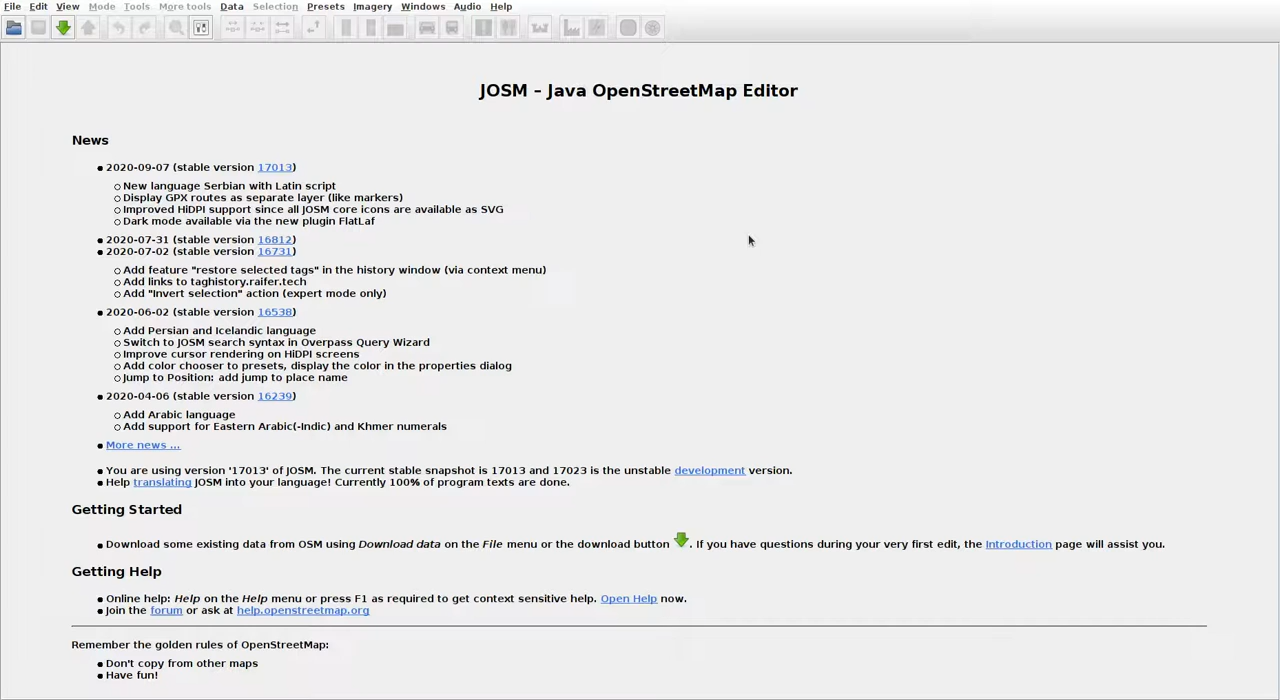 File Edit View Mode Tools More tools Data Selection Presets Imagery Windows Audio Help
JOSM – Java OpenStreetMap Editor
News
2020-09-07 (stable version 17013)
New language Serbian with Latin script
Display GPX routes as separate layer (like markers)
Improved HiDPI support since all JOSM core icons are available as SVG
Dark mode available via the new plugin FlatLaf
2020-07-31 (stable version 16812)
2020-07-02 (stable version 16731)
Add feature "restore selected tags" in the history window (via context menu)
Add links to taghistory.raifer.tech
Add "Invert selection" action (expert mode only)
2020-06-02 (stable version 16538)
Add Persian and Icelandic language
Switch to JOSM search syntax in Overpass Query Wizard
Improve cursor rendering on HiDPI screens
Add color chooser to presets, display the color in the properties dialog
Jump to Position: add jump to place name
2020-04-06 (stable version 16239)
Add Arabic language
Add support for Eastern Arabic(-Indic) and Khmer numerals
More news ...
You are using version '17013' of JOSM. The current stable snapshot is 17013 and 17023 is the unstable development version.
Help translating JOSM into your language! Currently 100% of program texts are done.
Getting Started
Download some existing data from OSM using Download data on the File menu or the download button . If you have questions during your very first edit, the Introduction page will assist you.
Getting Help
Online help: Help on the Help menu or press F1 as required to get context sensitive help. Open Help now.
Join the forum or ask at help.openstreetmap.org
Remember the golden rules of OpenStreetMap:
Don't copy from other maps
Have fun!